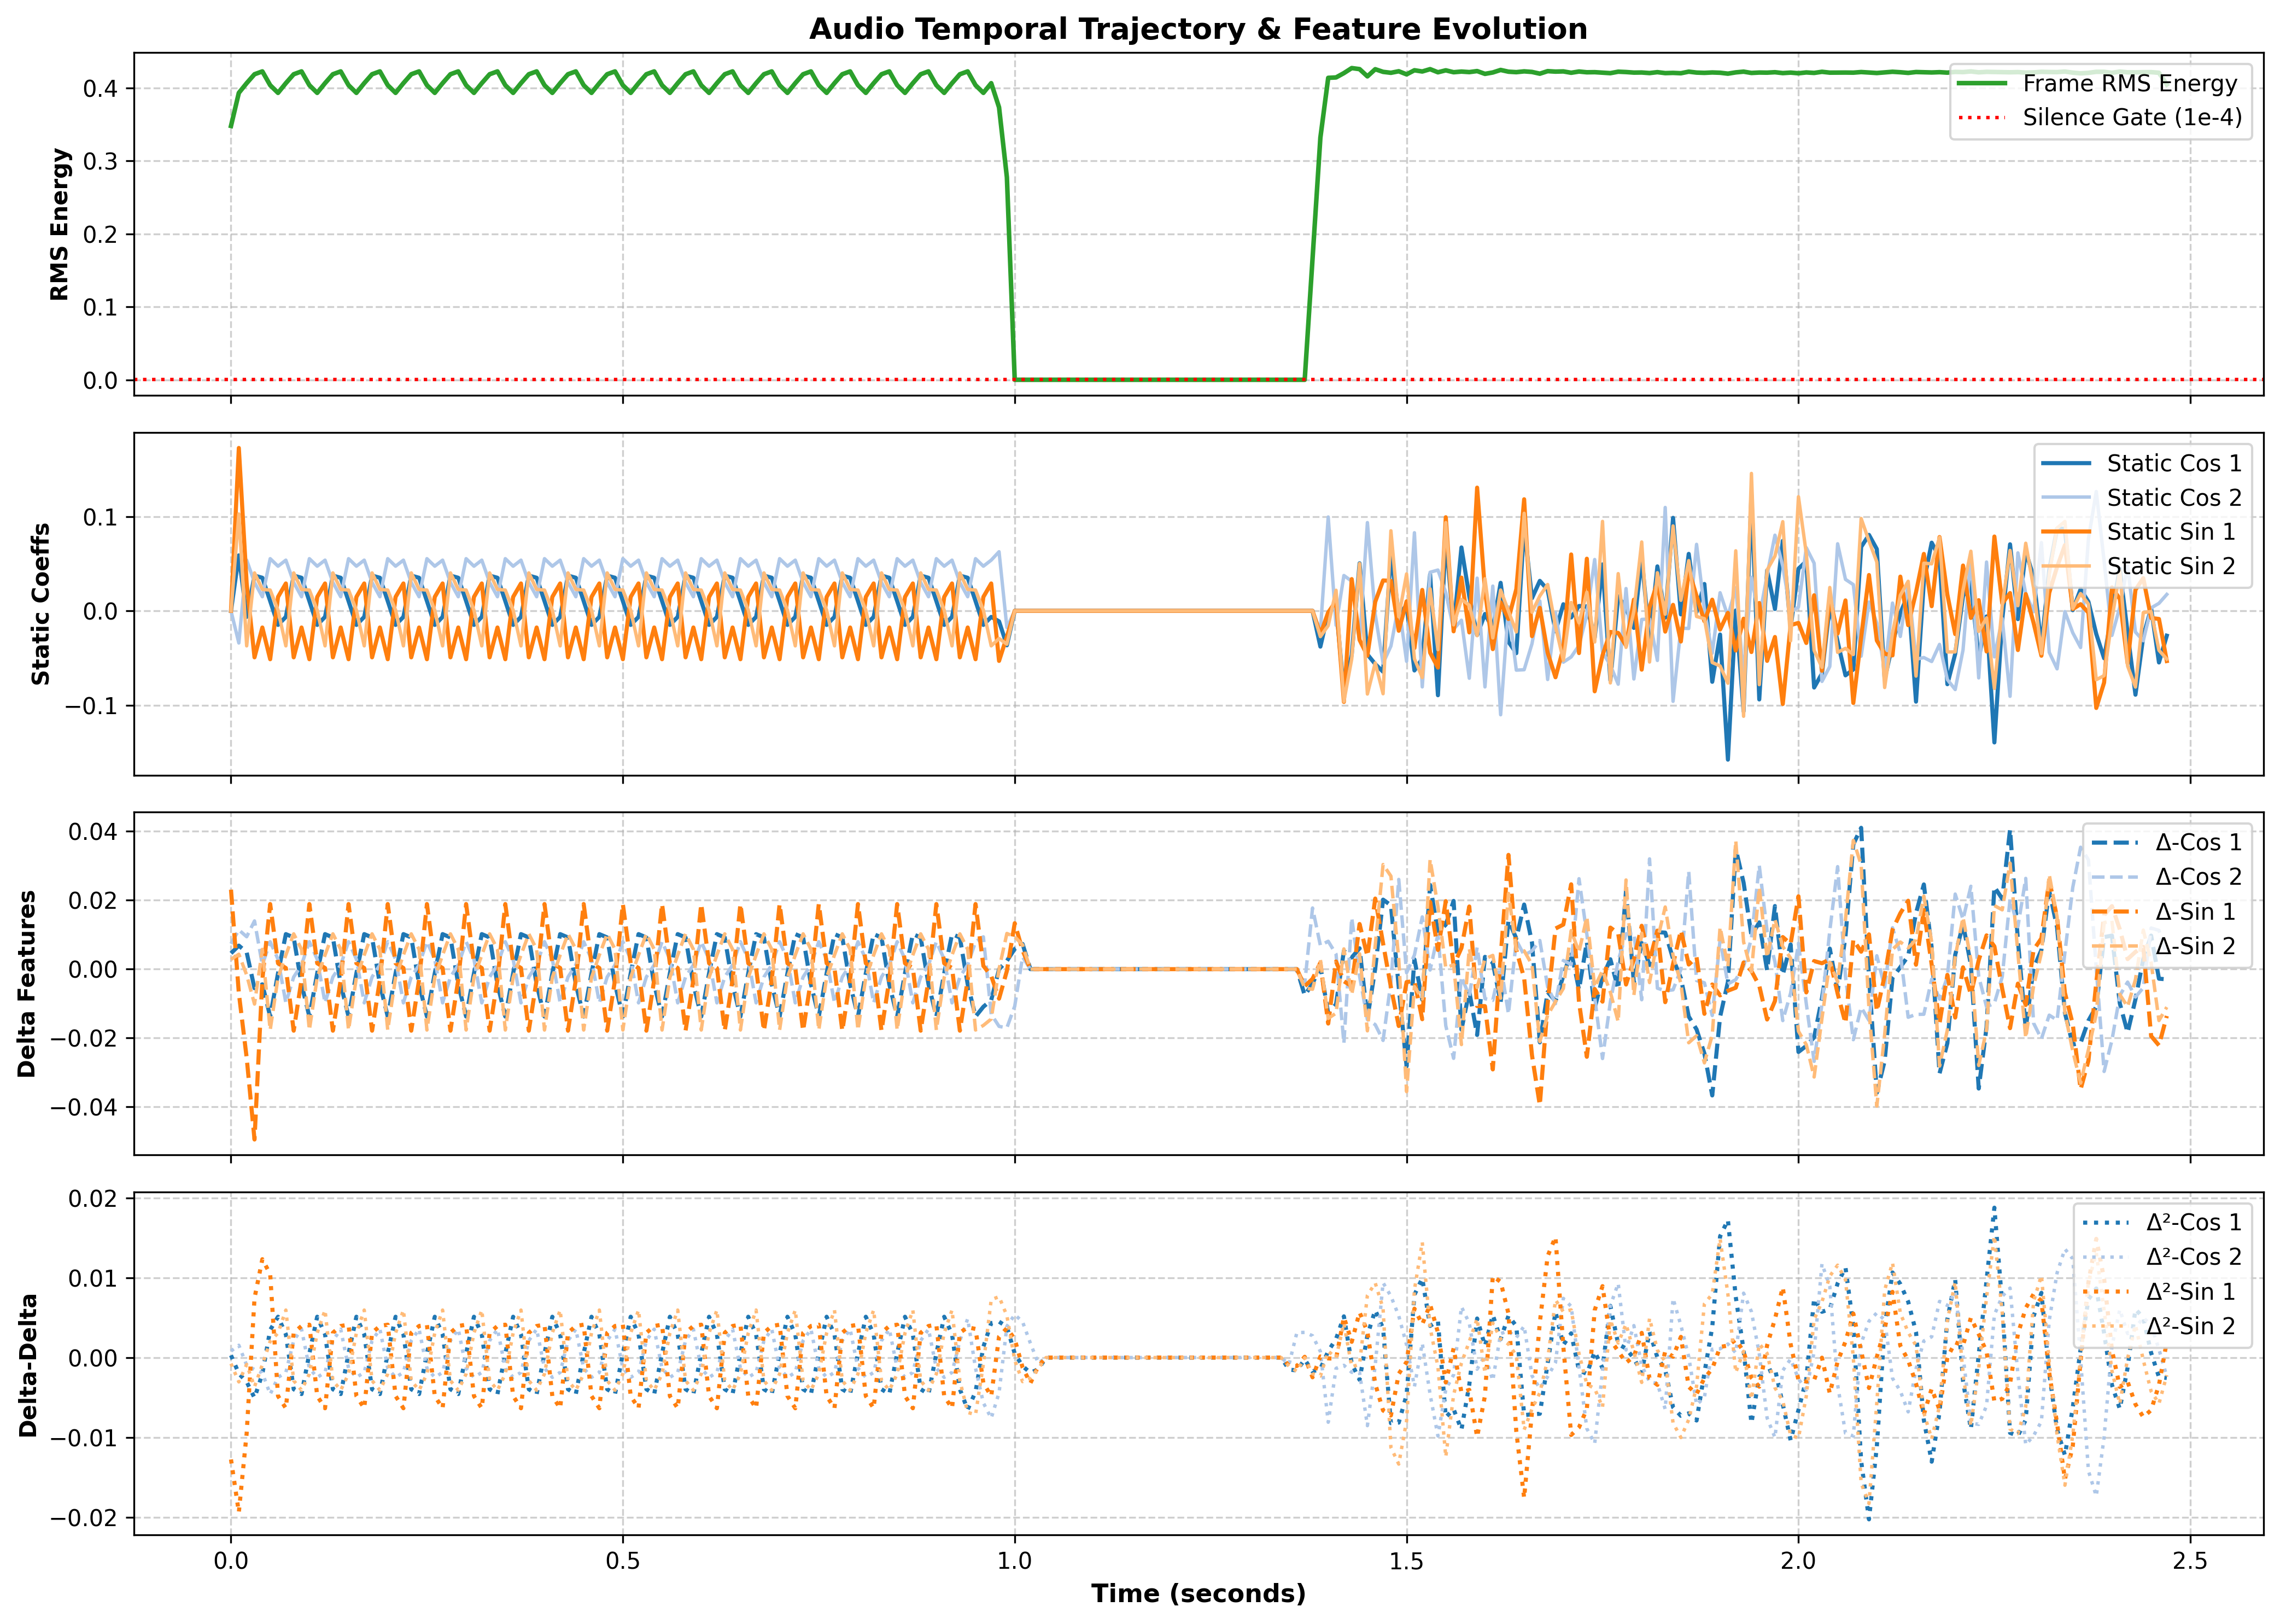 Audio Temporal Trajectory & Feature Evolution
RMS Energy
0.4
0.3
0.2
0.1
0.0
Frame RMS Energy
Silence Gate (1e-4)
Static Coeffs
0.1
0.0
−0.1
Static Cos 1
Static Cos 2
Static Sin 1
Static Sin 2
Delta Features
0.04
0.02
0.00
−0.02
−0.04
Δ-Cos 1
Δ-Cos 2
Δ-Sin 1
Δ-Sin 2
Delta-Delta
0.02
0.01
0.00
−0.01
−0.02
Δ²-Cos 1
Δ²-Cos 2
Δ²-Sin 1
Δ²-Sin 2
0.0 0.5 1.0 1.5 2.0 2.5
Time (seconds)